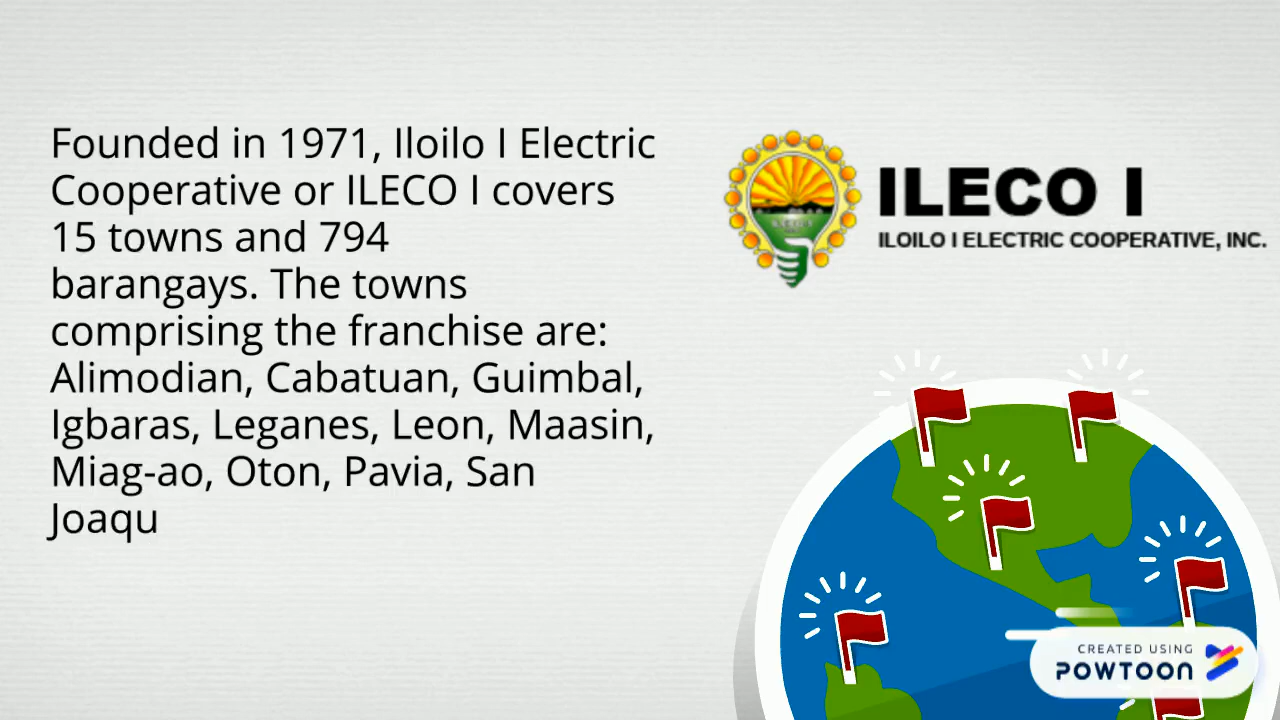 Founded in 1971, Iloilo I Electric
Cooperative or ILECO I covers
15 towns and 794
barangays. The towns
comprising the franchise are:
Alimodian, Cabatuan, Guimbal,
Igbaras, Leganes, Leon, Maasin,
Miag-ao, Oton, Pavia, San
Joaqu
ILECO I
ILOILO I ELECTRIC COOPERATIVE, INC.
CREATED USING
POWTOON